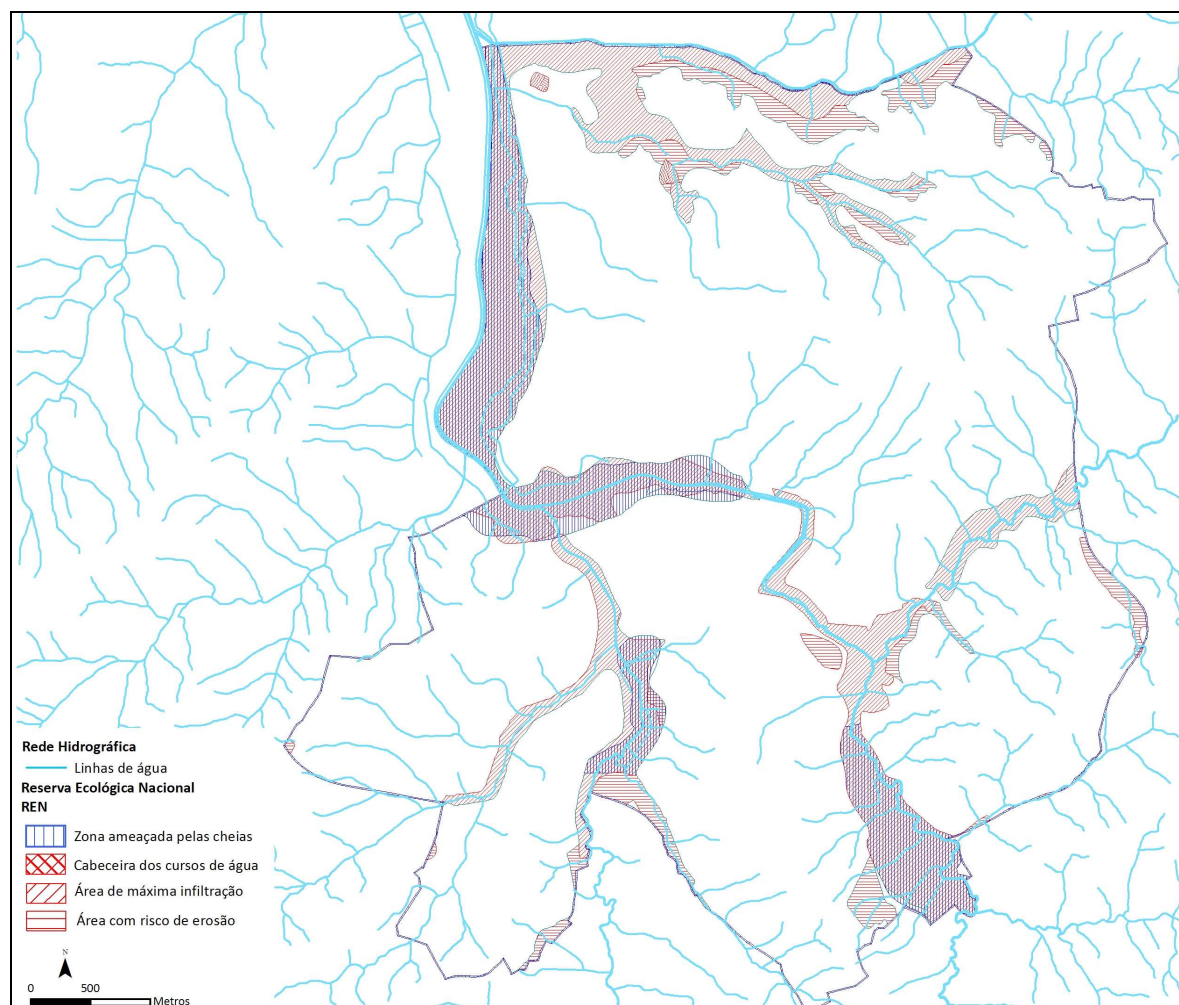 Rede Hidrográfica
Linhas de água
Reserva Ecológica Nacional
REN
Zona ameaçada pelas cheias
Cabeceira dos cursos de água
Área de máxima infiltração
Área com risco de erosão
N
0 500
Metros